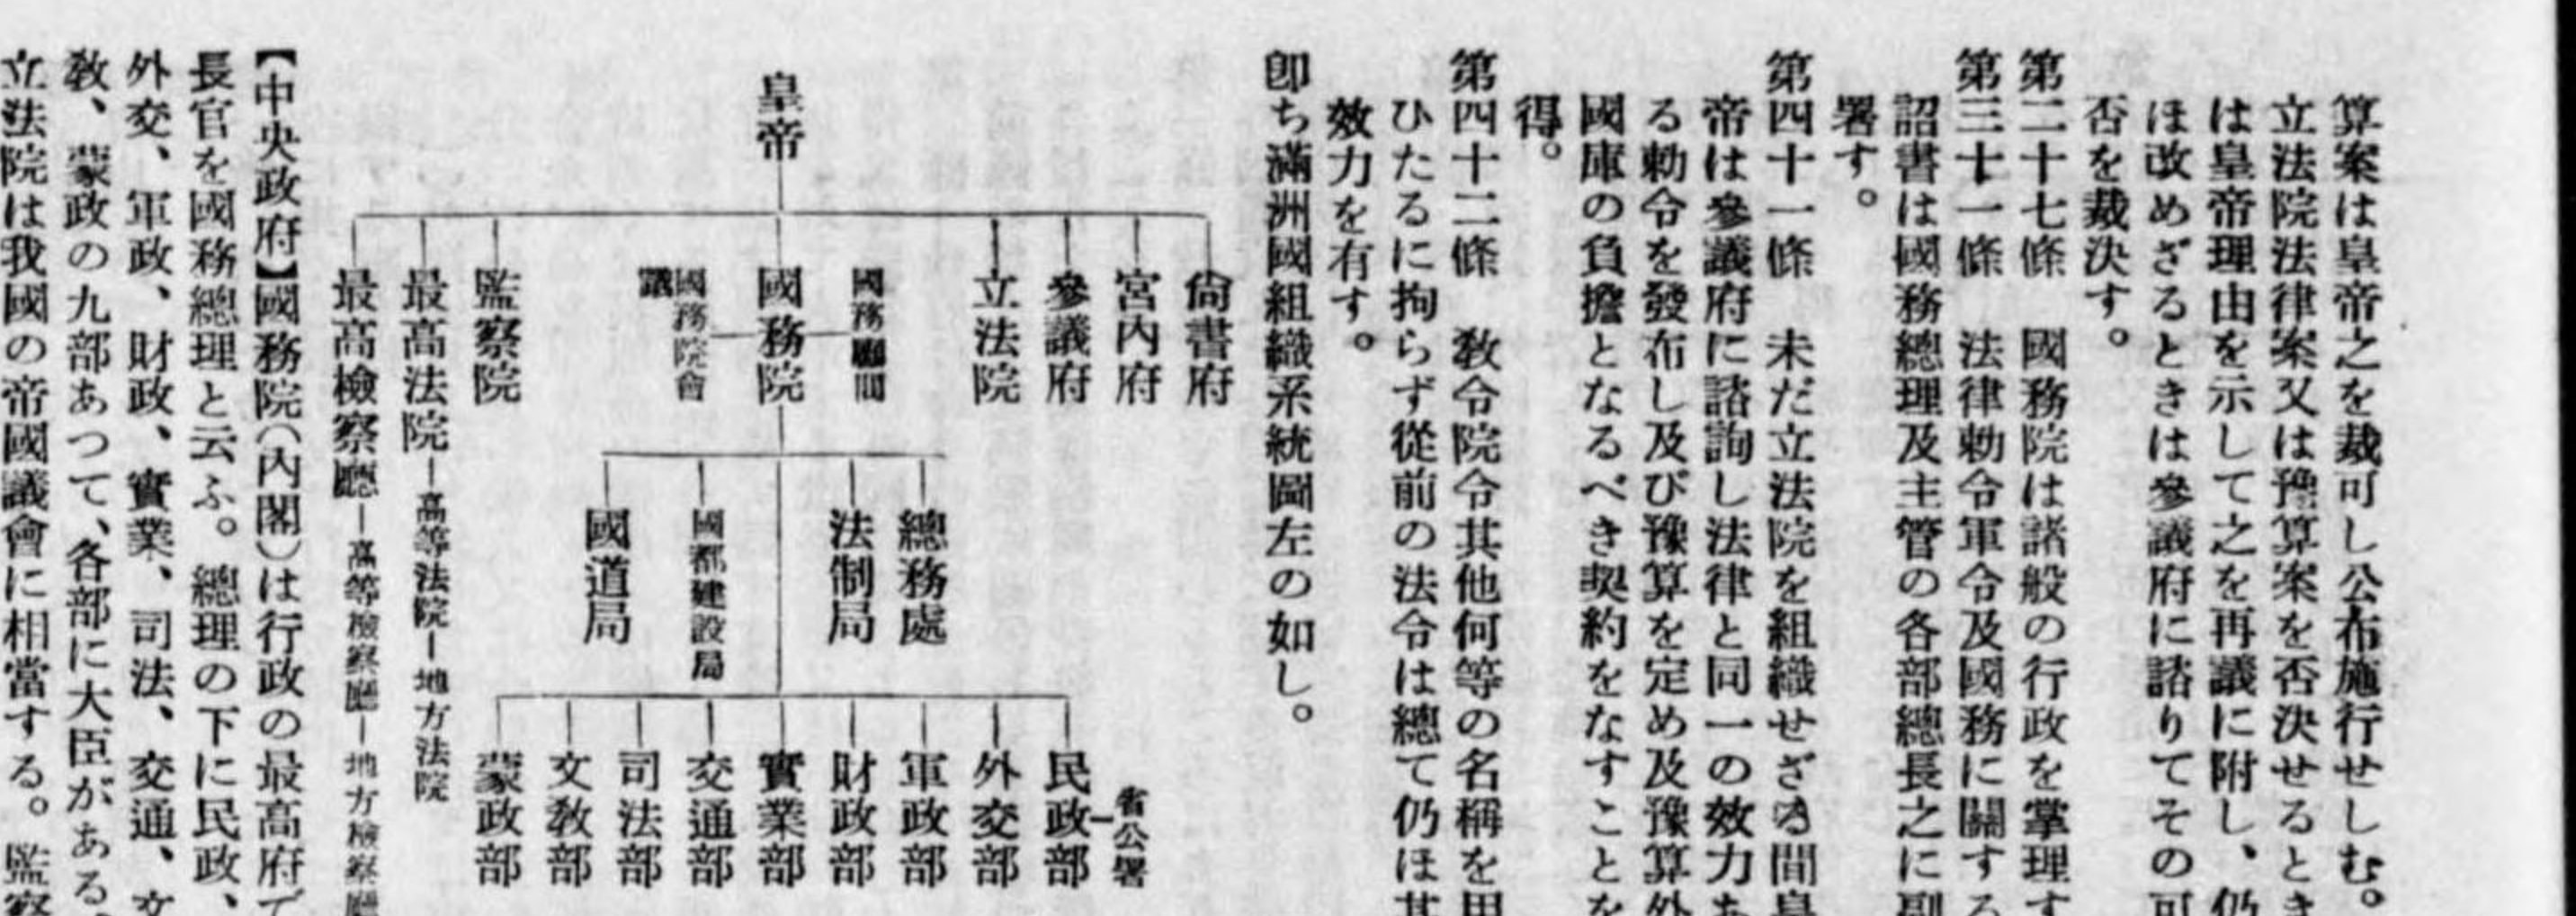 算案は皇帝之を裁可し公布施行せしむ。
立法院法律案又は豫算案を否決せるとき
は皇帝理由を示して之を再議に附し、仍
ほ改めざるときは參議府に諮りてその可
否を裁決す。
第二十七條　國務院は諸般の行政を掌理す
第三十一條　法律勅令軍令及國務に關する
詔書は國務總理及主管の各部總長之に副
署す。
第四十一條　未だ立法院を組織せざる間皇
帝は參議府に諮詢し法律と同一の效力あ
る勅令を發布し及び豫算を定め及豫算外
國庫の負擔となるべき契約をなすことを
得。
第四十二條　敎令院令其他何等の名稱を用
ひたるに拘らず從前の法令は總て仍ほ其
效力を有す。
卽ち滿洲國組織系統圖左の如し。
皇帝
尙書府
宮內府
參議府
立法院
國務院
國務院會議
監察院
最高法院―高等法院―地方法院
最高檢察廳―高等檢察廳―地方檢察廳
總務處
法制局
國都建設局
國道局
民政部―省公署
外交部
軍政部
財政部
實業部
交通部
司法部
文敎部
蒙政部
【中央政府】國務院（內閣）は行政の最高府で
長官を國務總理と云ふ。總理の下に民政、
外交、軍政、財政、實業、司法、交通、文
敎、蒙政の九部あつて、各部に大臣がある。
立法院は我國の帝國議會に相當する。監察